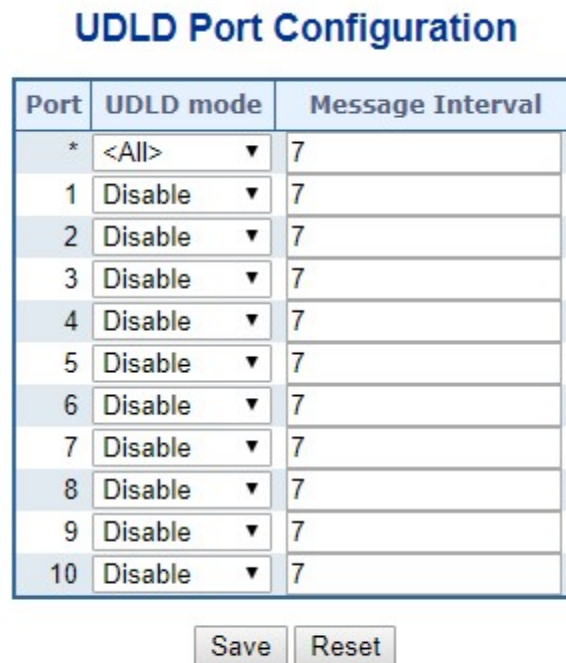 UDLD Port Configuration
Port UDLD mode Message Interval
* <All> 7
1 Disable 7
2 Disable 7
3 Disable 7
4 Disable 7
5 Disable 7
6 Disable 7
7 Disable 7
8 Disable 7
9 Disable 7
10 Disable 7
Save Reset